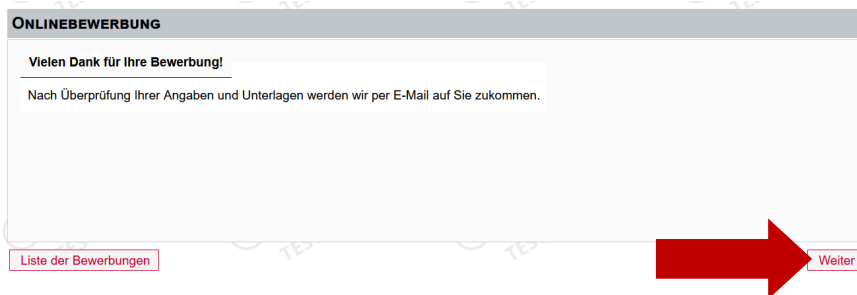 ONLINEBEWERBUNG
Vielen Dank für Ihre Bewerbung!
Nach Überprüfung Ihrer Angaben und Unterlagen werden wir per E-Mail auf Sie zukommen.
Liste der Bewerbungen
Weiter